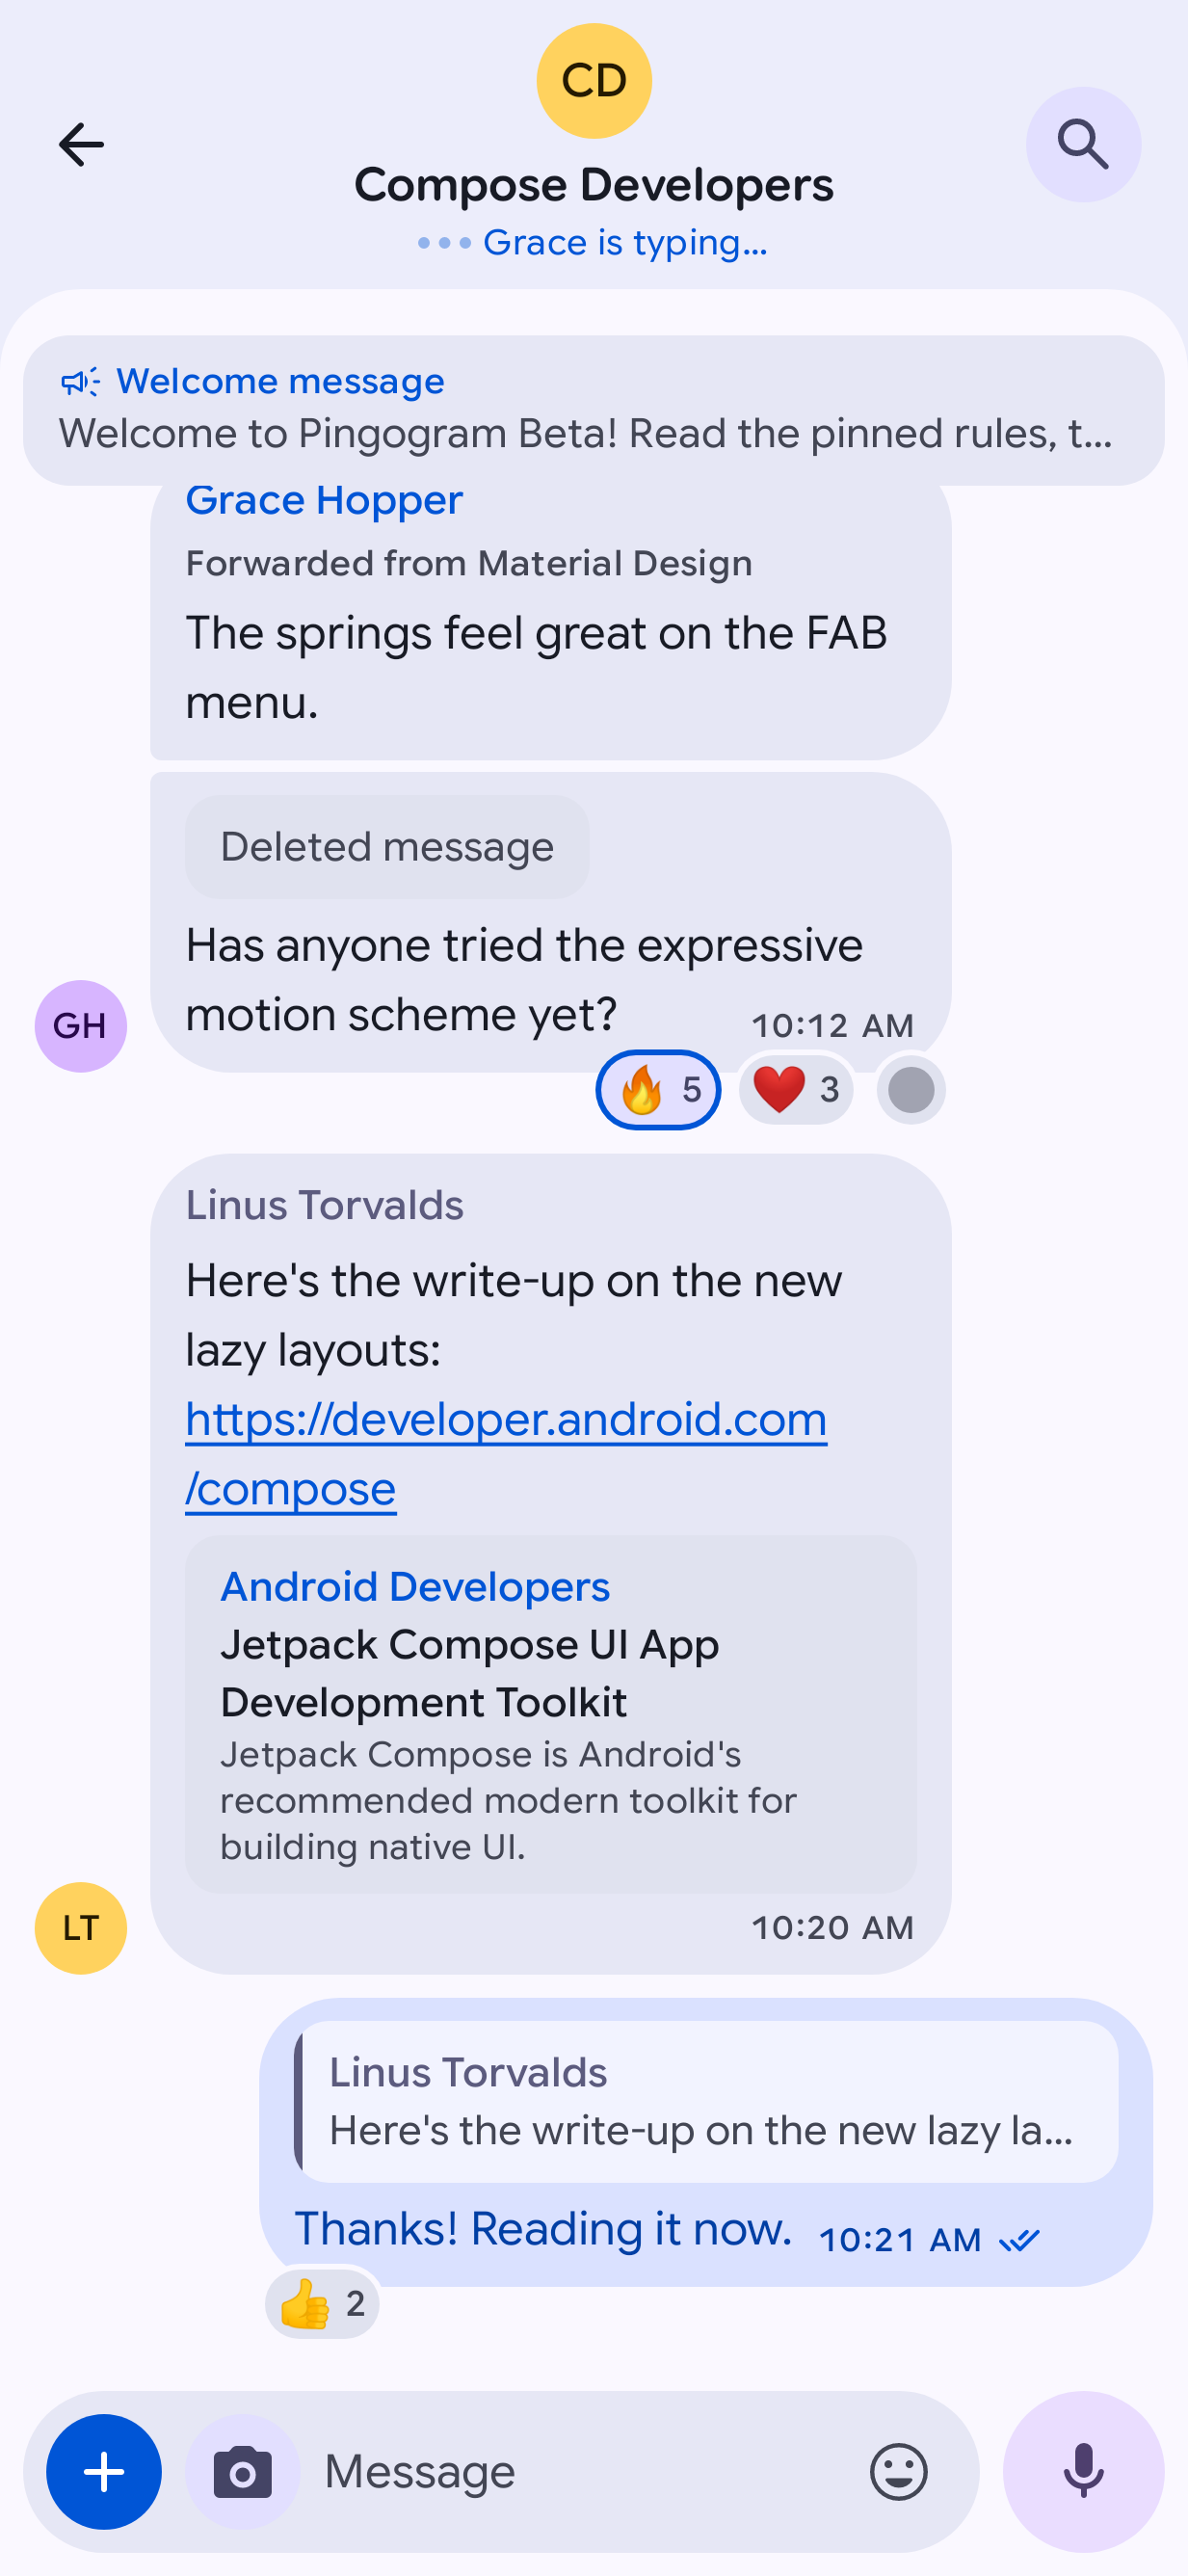 CD
Compose Developers
Grace is typing...
Welcome message
Welcome to Pingogram Beta! Read the pinned rules, t...
Grace Hopper
Forwarded from Material Design
The springs feel great on the FAB
menu.
Deleted message
Has anyone tried the expressive
motion scheme yet?
10:12 AM
GH
5
3
Linus Torvalds
Here's the write-up on the new
lazy layouts:
https://developer.android.com
/compose
Android Developers
Jetpack Compose UI App
Development Toolkit
Jetpack Compose is Android's
recommended modern toolkit for
building native UI.
LT
10:20 AM
Linus Torvalds
Here's the write-up on the new lazy la...
Thanks! Reading it now. 10:21 AM
2
Message